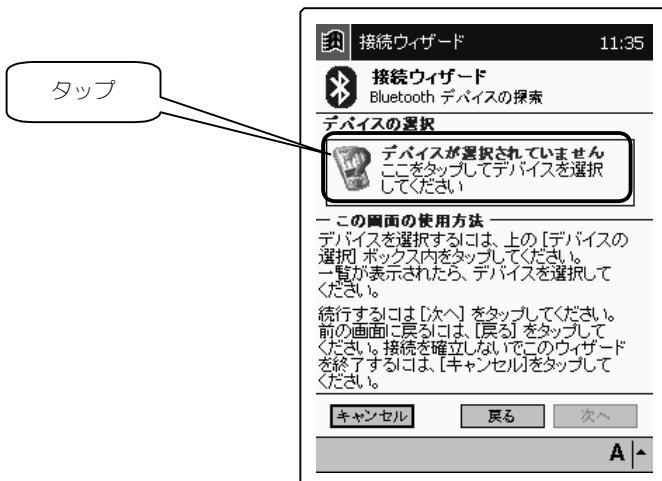 タップ
接続ウィザード 11:35
接続ウィザード
Bluetooth デバイスの探索
デバイスの選択
デバイスが選択されていません
ここをタップしてデバイスを選択
してください
この画面の使用方法
デバイスを選択するには、上の [デバイスの
選択] ボックス内をタップしてください。
一覧が表示されたら、デバイスを選択して
ください。
続行するには [次へ] をタップしてください。
前の画面に戻るには、[戻る] をタップして
ください。接続を確立しないでこのウィザード
を終了するには、[キャンセル]をタップして
ください。
キャンセル 戻る 次へ
A